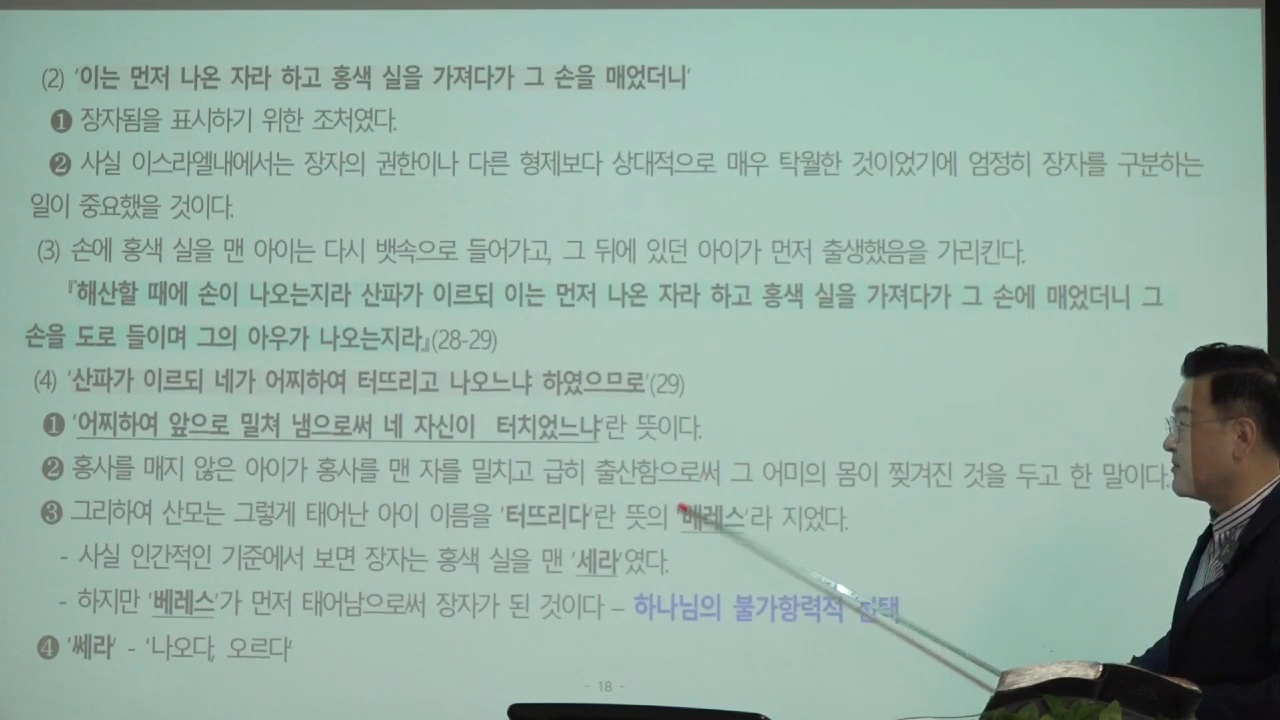 (2) '이는 먼저 나온 자라 하고 홍색 실을 가져다가 그 손을 매었더니'
❶ 장자됨을 표시하기 위한 조처였다.
❷ 사실 이스라엘내에서는 장자의 권한이나 다른 형제보다 상대적으로 매우 탁월한 것이었기에 엄정히 장자를 구분하는
일이 중요했을 것이다.
(3) 손에 홍색 실을 맨 아이는 다시 뱃속으로 들어가고, 그 뒤에 있던 아이가 먼저 출생했음을 가리킨다.
『해산할 때에 손이 나오는지라 산파가 이르되 이는 먼저 나온 자라 하고 홍색 실을 가져다가 그 손에 매었더니 그
손을 도로 들이며 그의 아우가 나오는지라』(28-29)
(4) '산파가 이르되 네가 어찌하여 터뜨리고 나오느냐 하였으므로'(29)
❶ '어찌하여 앞으로 밀쳐 냄으로써 네 자신이 터치었느냐'란 뜻이다.
❷ 홍사를 매지 않은 아이가 홍사를 맨 자를 밀치고 급히 출산함으로써 그 어미의 몸이 찢겨진 것을 두고 한 말이다.
❸ 그리하여 산모는 그렇게 태어난 아이 이름을 '터뜨리다'란 뜻의 '베레스'라 지었다.
- 사실 인간적인 기준에서 보면 장자는 홍색 실을 맨 '세라'였다.
- 하지만 '베레스'가 먼저 태어남으로써 장자가 된 것이다 – 하나님의 불가항력적 선택
❹ '쎄라' - '나오다, 오르다'
- 18 -